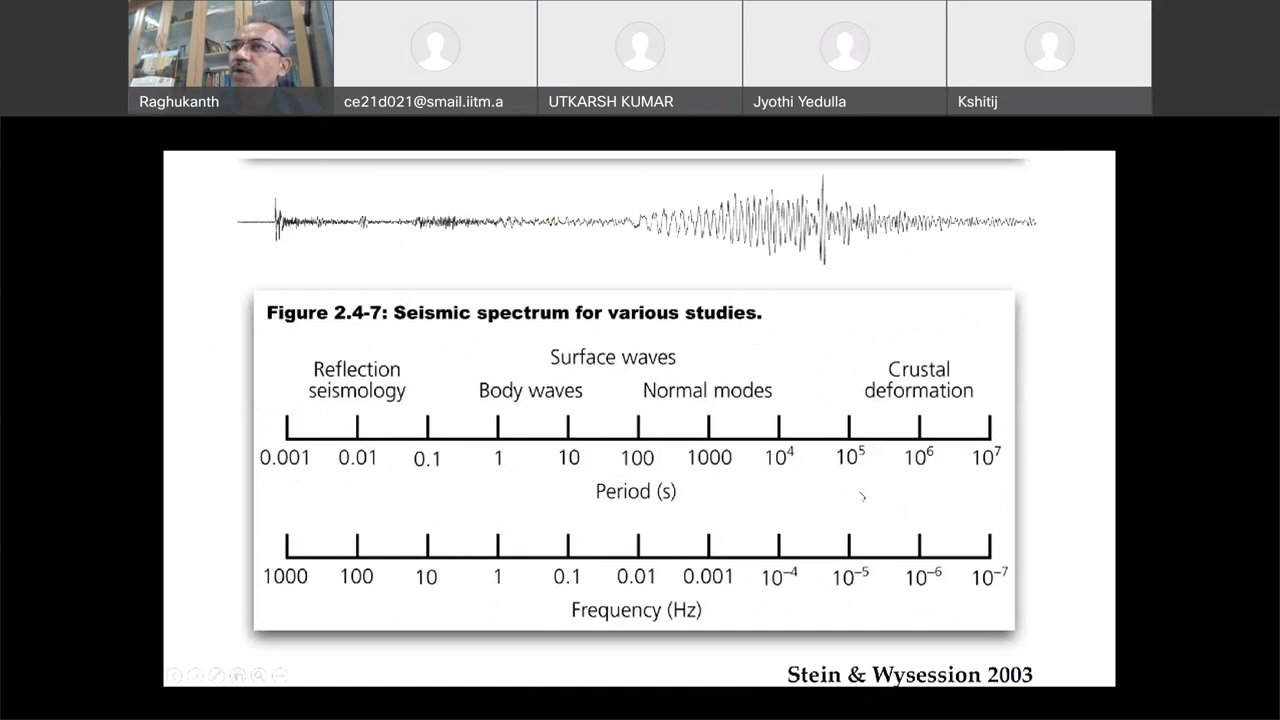 Raghukanth
ce21d021@smail.iitm.a
UTKARSH KUMAR
Jyothi Yedulla
Kshitij
Figure 2.4-7: Seismic spectrum for various studies.
Reflection seismology
Surface waves
Body waves
Normal modes
Crustal deformation
0.001 0.01 0.1 1 10 100 1000 10⁴ 10⁵ 10⁶ 10⁷
Period (s)
1000 100 10 1 0.1 0.01 0.001 10⁻⁴ 10⁻⁵ 10⁻⁶ 10⁻⁷
Frequency (Hz)
Stein & Wysession 2003